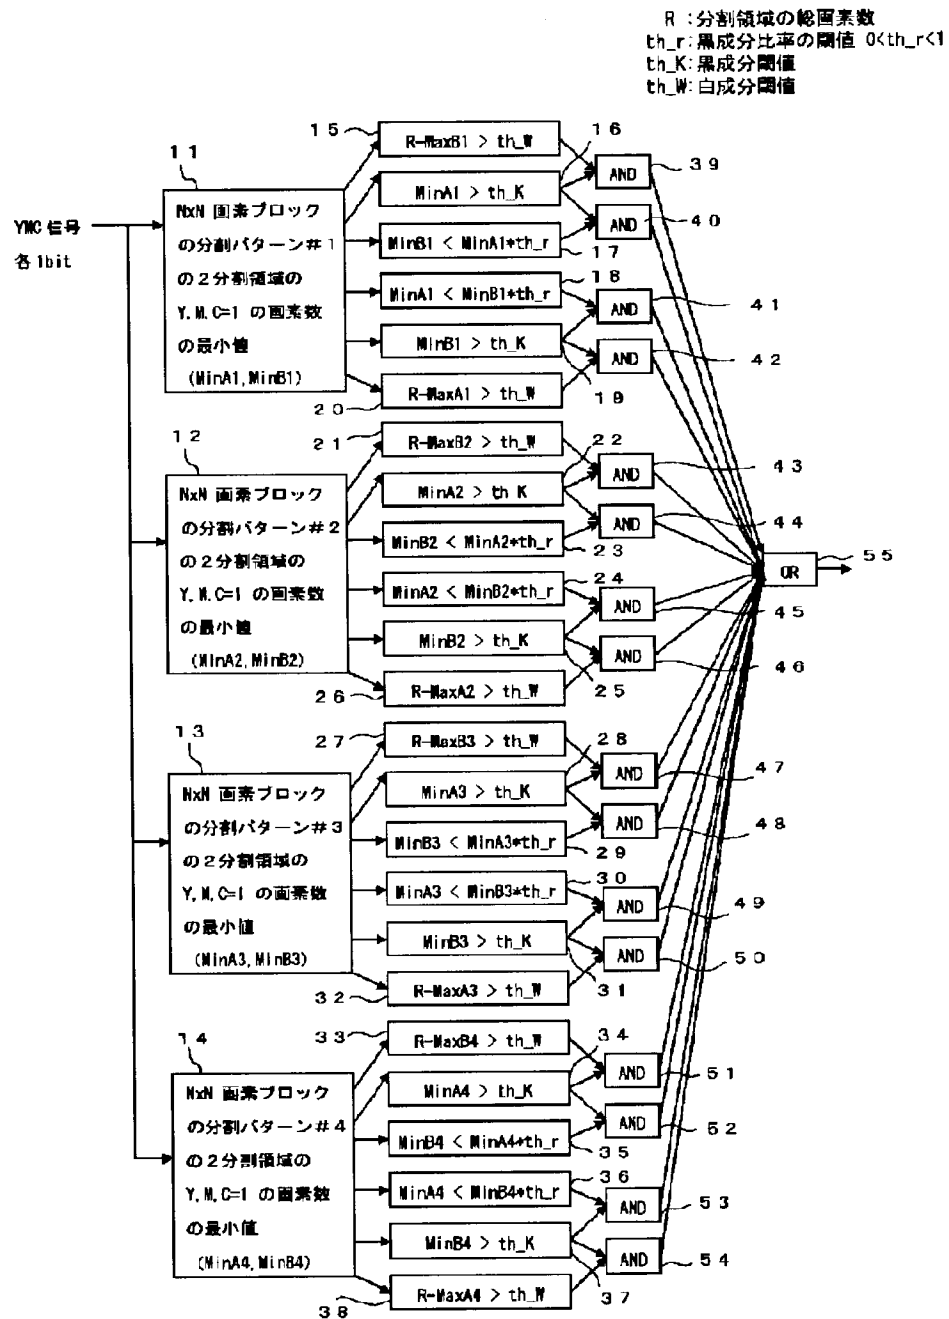 R :分割領域の総画素数
th_r:黒成分比率の閾値 0<th_r<1
th_K:黒成分閾値
th_W:白成分閾値
YMC 信号
各1bit
11
NxN 画素ブロック
の分割パターン#1
の2分割領域の
Y,M,C=1 の画素数
の最小値
(MinA1,MinB1)
15
R-MaxB1 > th_W
16
MinA1 > th_K
MinB1 < MinA1*th_r
17
18
MinA1 < MinB1*th_r
MinB1 > th_K
19
R-MaxA1 > th_W
20
AND
39
AND
40
AND
41
AND
42
12
NxN 画素ブロック
の分割パターン#2
の2分割領域の
Y,M,C=1 の画素数
の最小値
(MinA2,MinB2)
21
R-MaxB2 > th_W
22
MinA2 > th_K
MinB2 < MinA2*th_r
23
24
MinA2 < MinB2*th_r
MinB2 > th_K
25
R-MaxA2 > th_W
26
AND
43
AND
44
AND
45
AND
46
OR
55
13
NxN 画素ブロック
の分割パターン#3
の2分割領域の
Y,M,C=1 の画素数
の最小値
(MinA3,MinB3)
27
R-MaxB3 > th_W
28
MinA3 > th_K
MinB3 < MinA3*th_r
29
30
MinA3 < MinB3*th_r
MinB3 > th_K
31
R-MaxA3 > th_W
32
AND
47
AND
48
AND
49
AND
50
14
NxN 画素ブロック
の分割パターン#4
の2分割領域の
Y,M,C=1 の画素数
の最小値
(MinA4,MinB4)
33
R-MaxB4 > th_W
34
MinA4 > th_K
MinB4 < MinA4*th_r
35
36
MinA4 < MinB4*th_r
MinB4 > th_K
37
R-MaxA4 > th_W
38
AND
51
AND
52
AND
53
AND
54